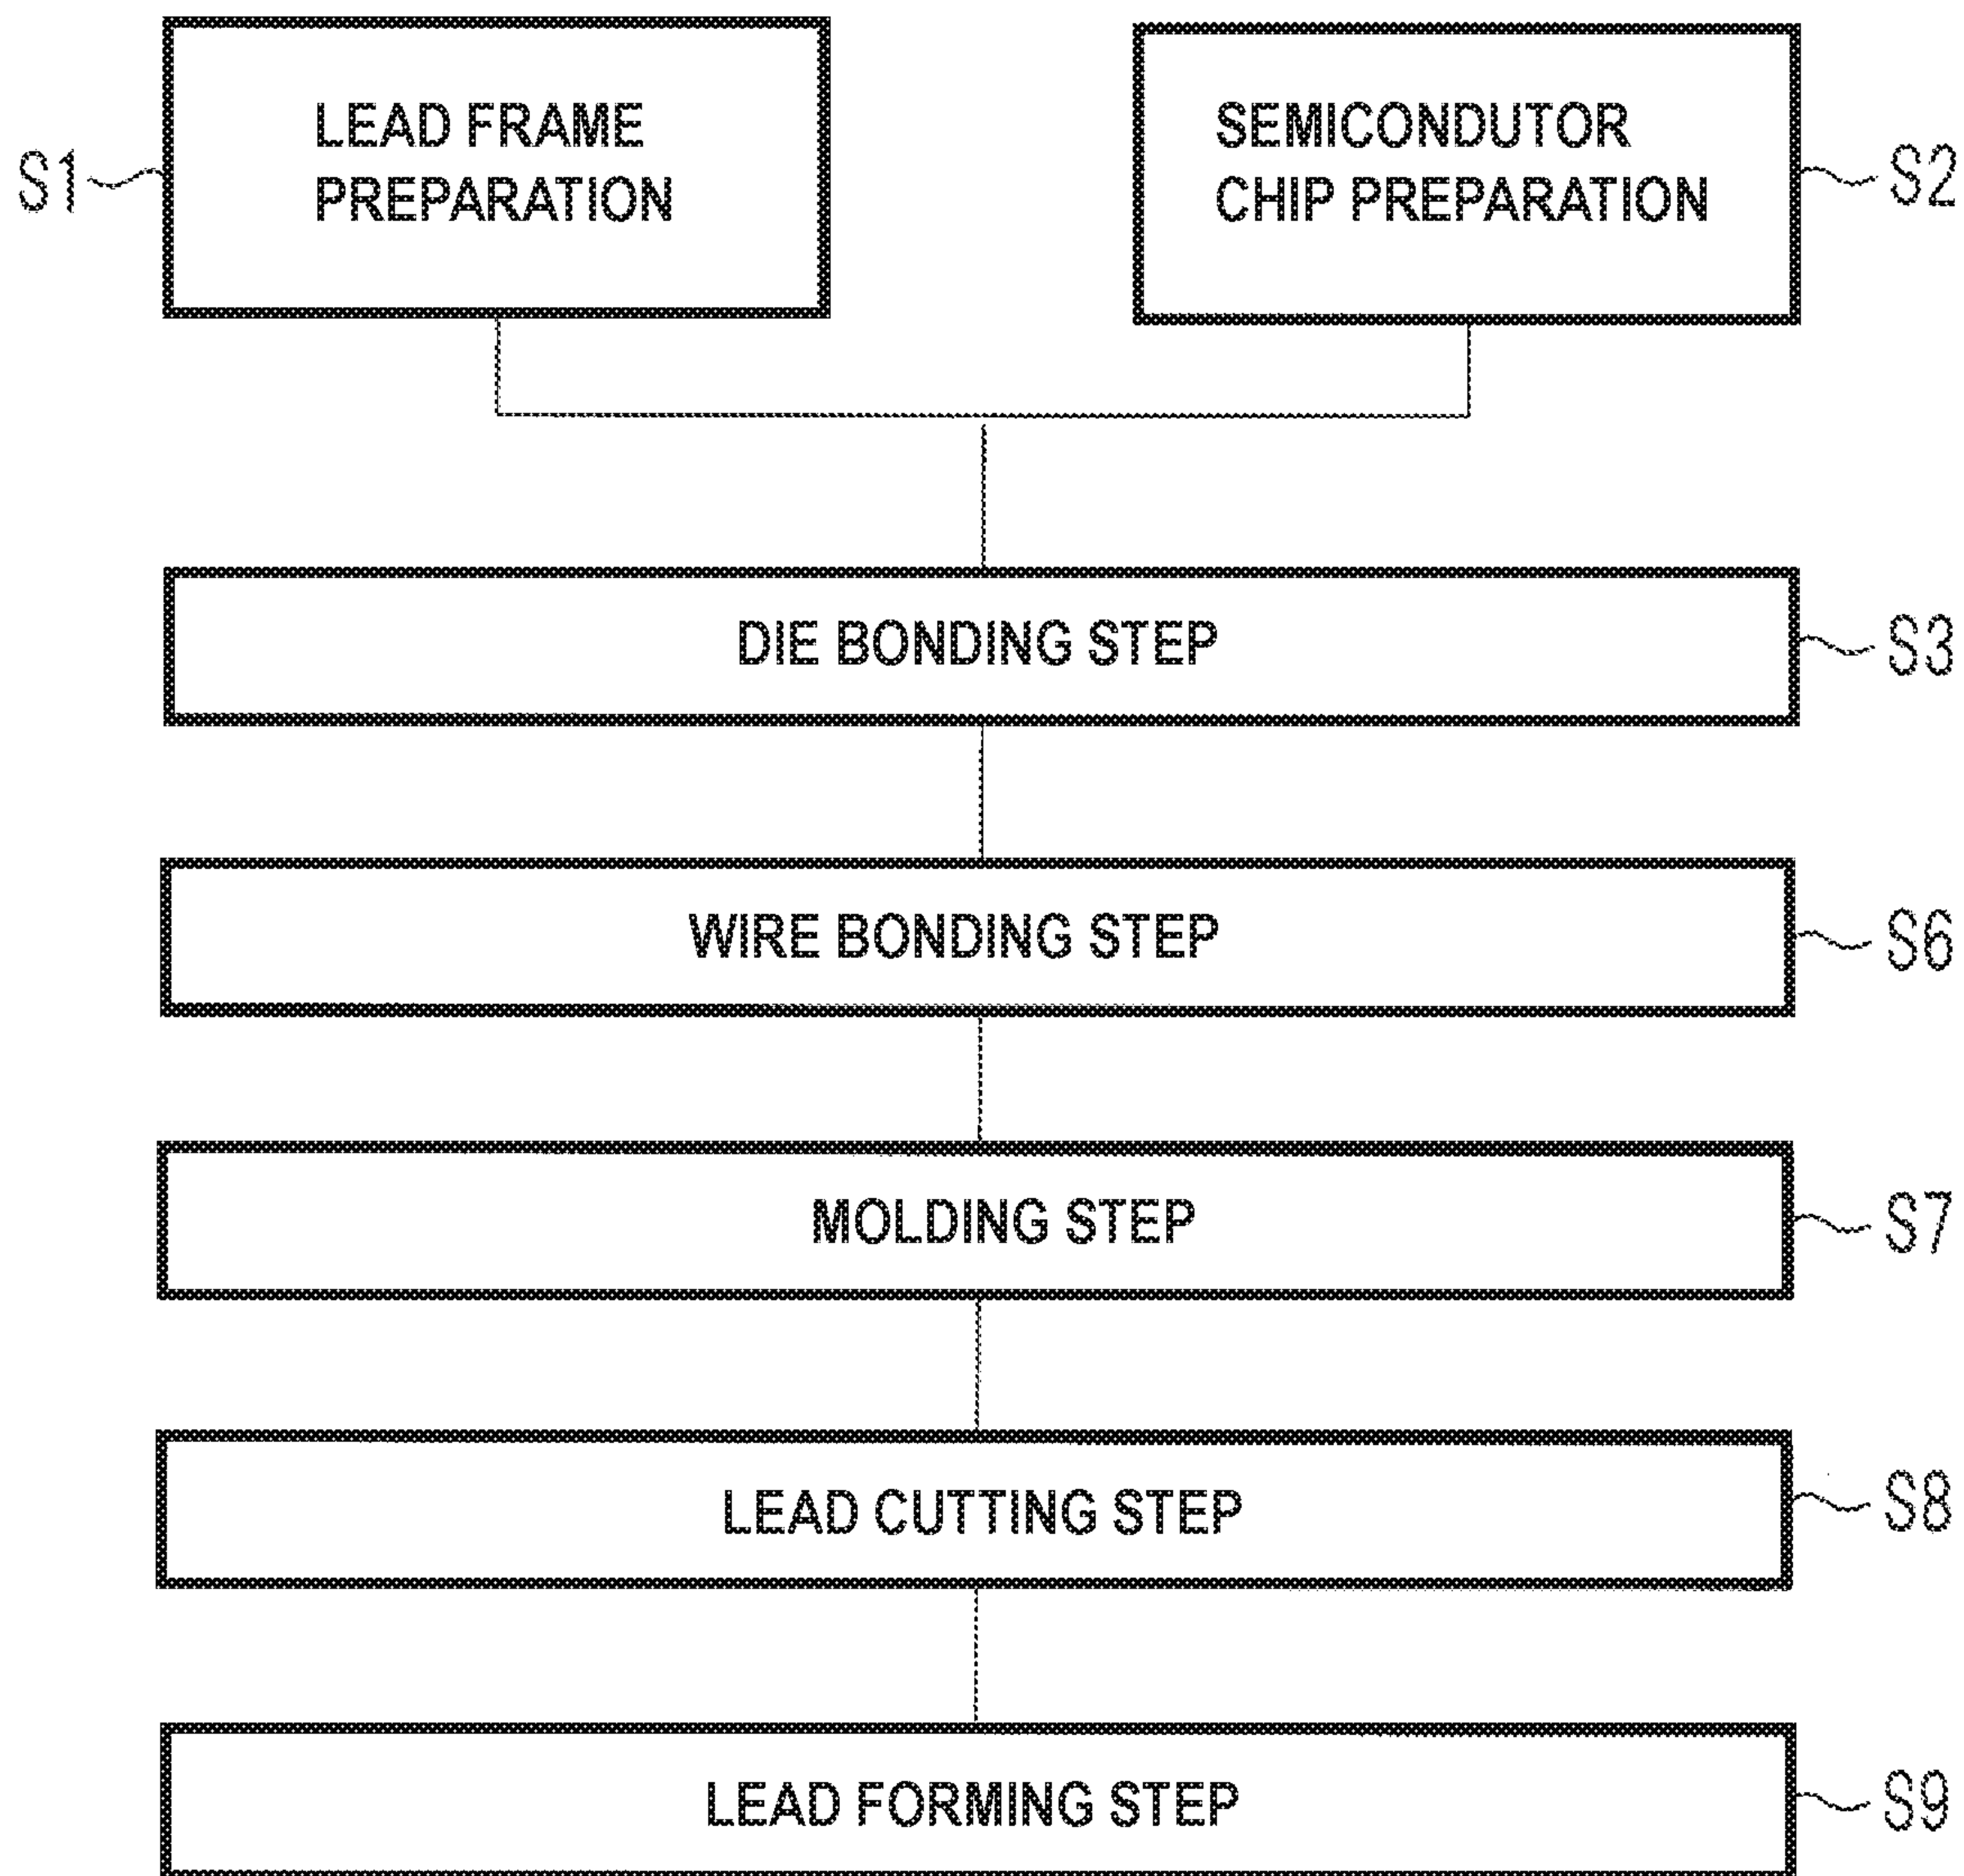 S1
LEAD FRAME
PREPARATION
SEMICONDUTOR
CHIP PREPARATION
S2
DIE BONDING STEP
S3
WIRE BONDING STEP
S6
MOLDING STEP
S7
LEAD CUTTING STEP
S8
LEAD FORMING STEP
S9